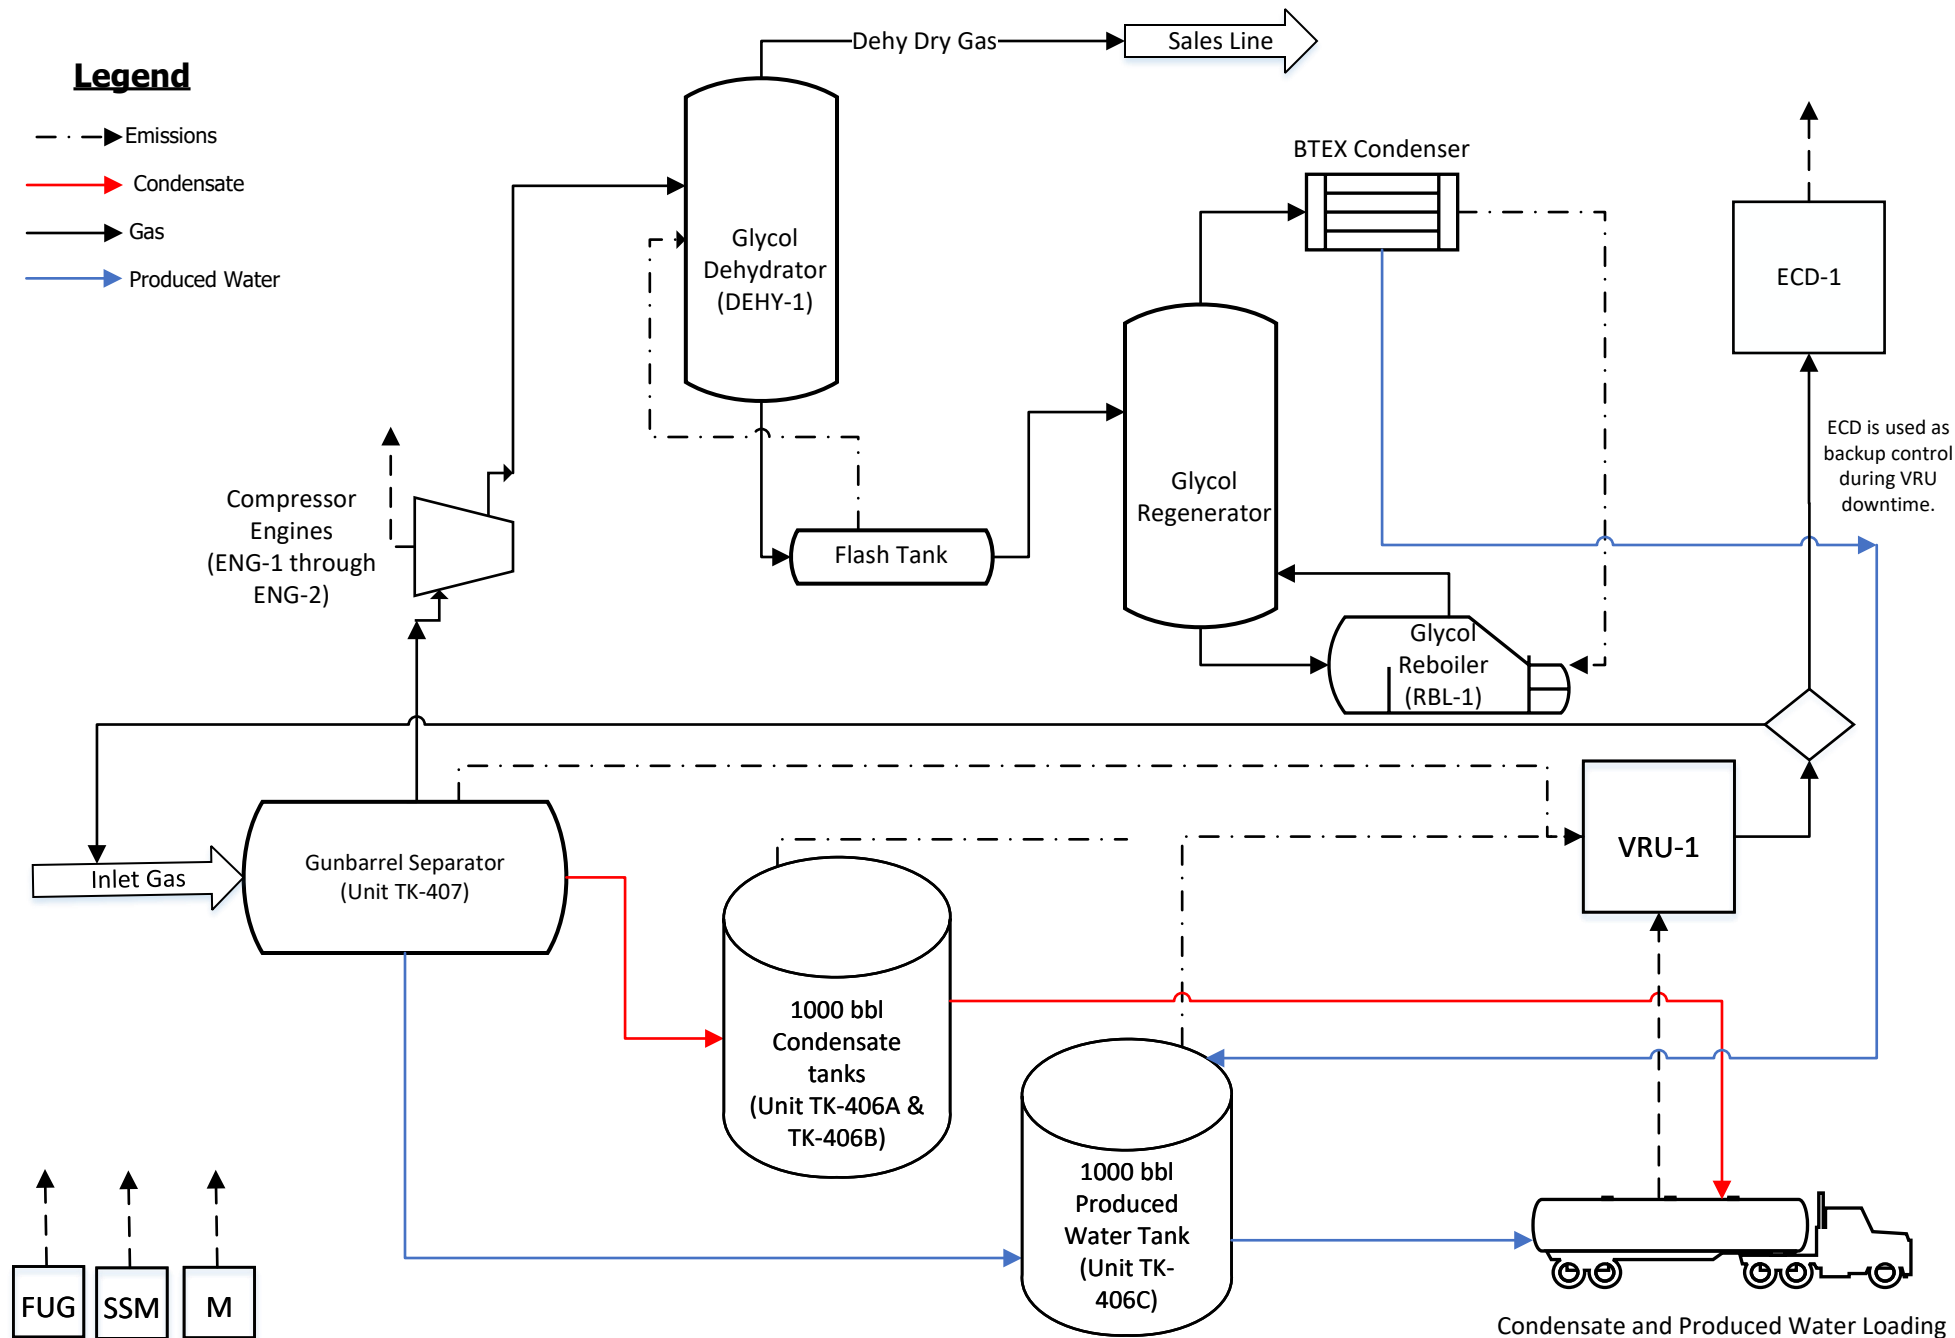 Legend
Emissions
Condensate
Gas
Produced Water
Dehy Dry Gas
Sales Line
Glycol
Dehydrator
(DEHY-1)
BTEX Condenser
ECD-1
ECD is used as
backup control
during VRU
downtime.
Compressor
Engines
(ENG-1 through
ENG-2)
Flash Tank
Glycol
Regenerator
Glycol
Reboiler
(RBL-1)
Inlet Gas
Gunbarrel Separator
(Unit TK-407)
VRU-1
1000 bbl
Condensate
tanks
(Unit TK-406A &
TK-406B)
1000 bbl
Produced
Water Tank
(Unit TK-
406C)
FUG
SSM
M
Condensate and Produced Water Loading